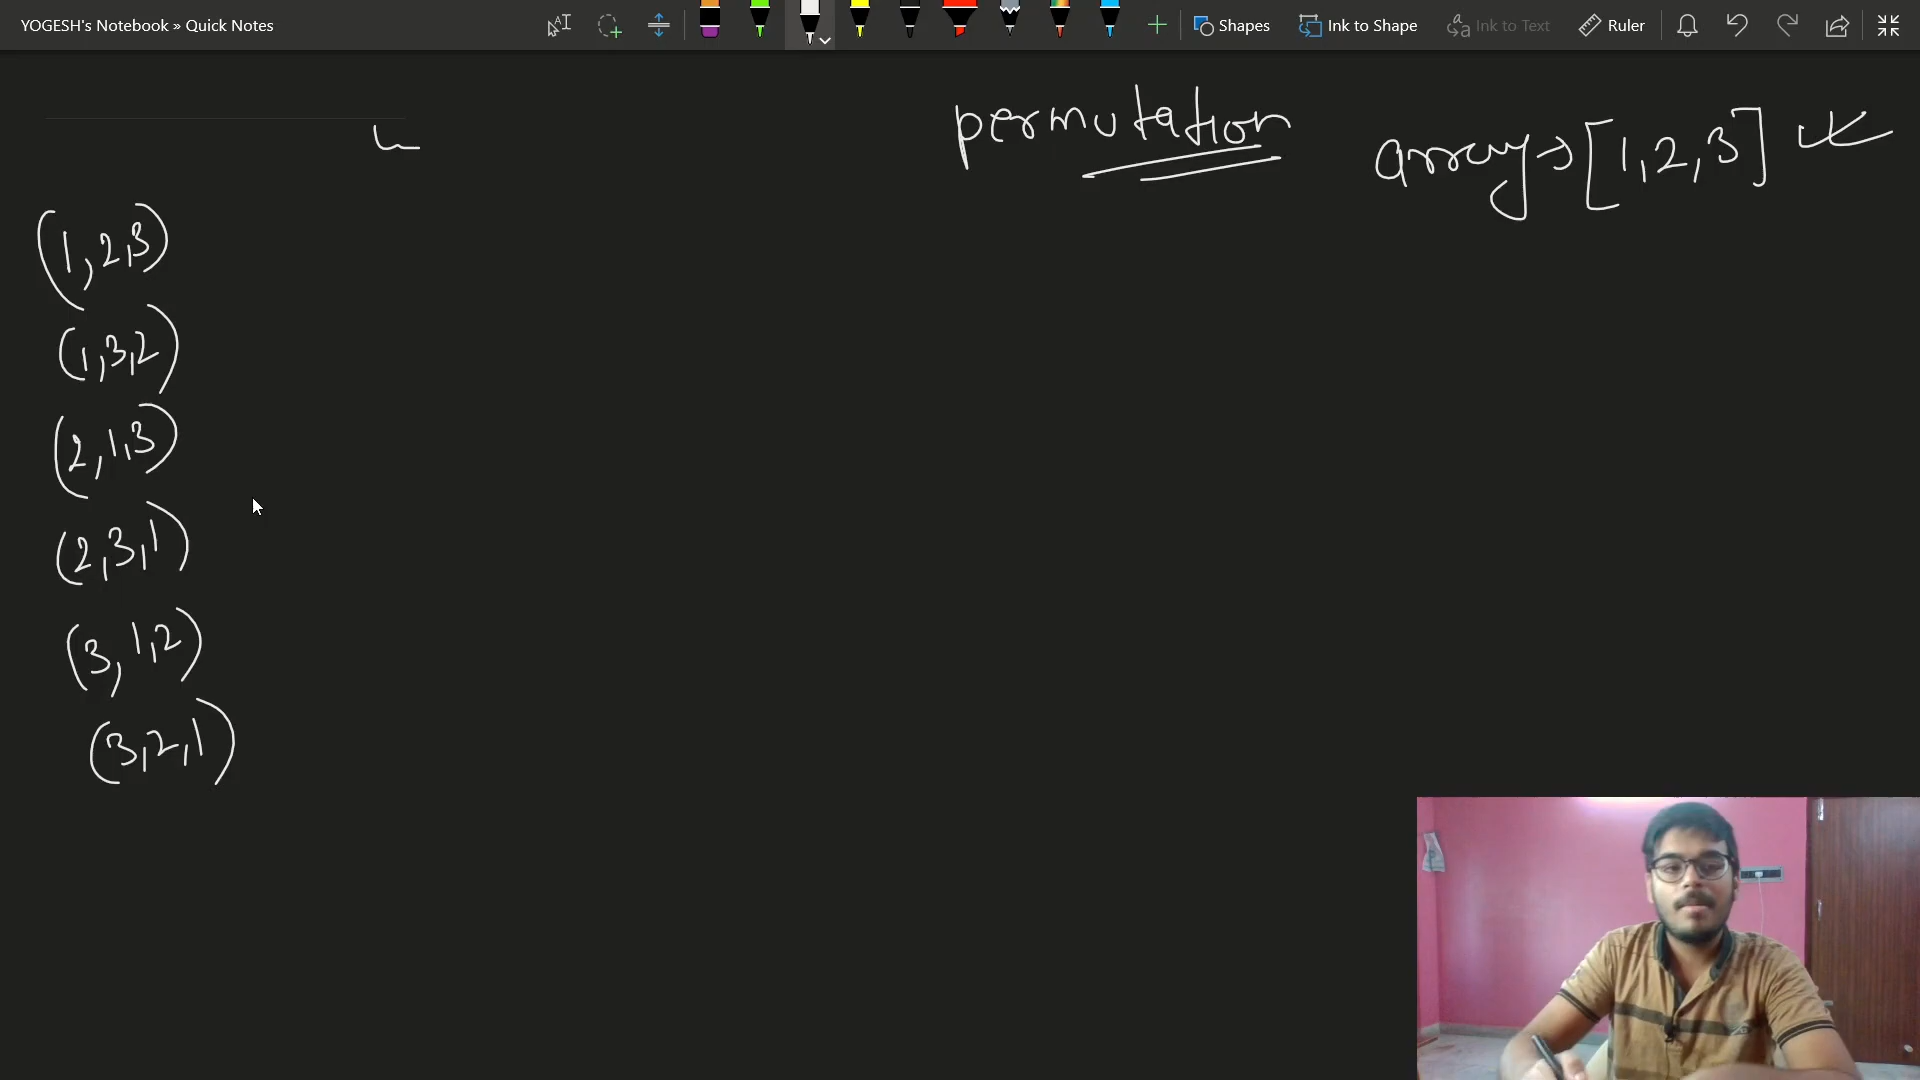 YOGESH's Notebook » Quick Notes
Shapes
Ink to Shape
Ink to Text
Ruler
permutation
array→[1,2,3]
(1,2,3)
(1,3,2)
(2,1,3)
(2,3,1)
(3,1,2)
(3,2,1)